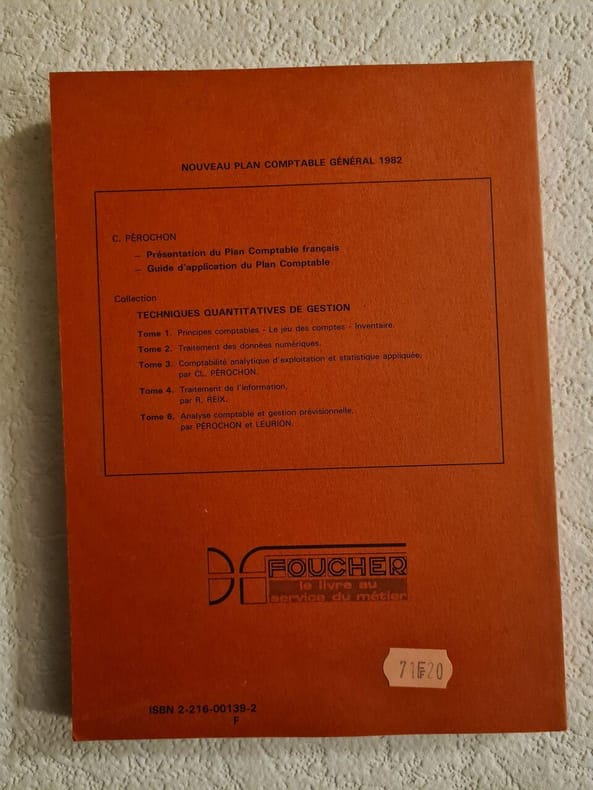 NOUVEAU PLAN COMPTABLE GÉNÉRAL 1982
C. PÉROCHON
— Présentation du Plan Comptable français
— Guide d'application du Plan Comptable
Collection
TECHNIQUES QUANTITATIVES DE GESTION
Tome 1. Principes comptables - Le jeu des comptes - Inventaire.
Tome 2. Traitement des données numériques.
Tome 3. Comptabilité analytique d'exploitation et statistique appliquée,
par CL. PÉROCHON.
Tome 4. Traitement de l'information,
par R. REIX.
Tome 6. Analyse comptable et gestion prévisionnelle,
par PÉROCHON et LEURION.
FOUCHER
le livre au
service du métier
71F20
ISBN 2-216-00139-2
F